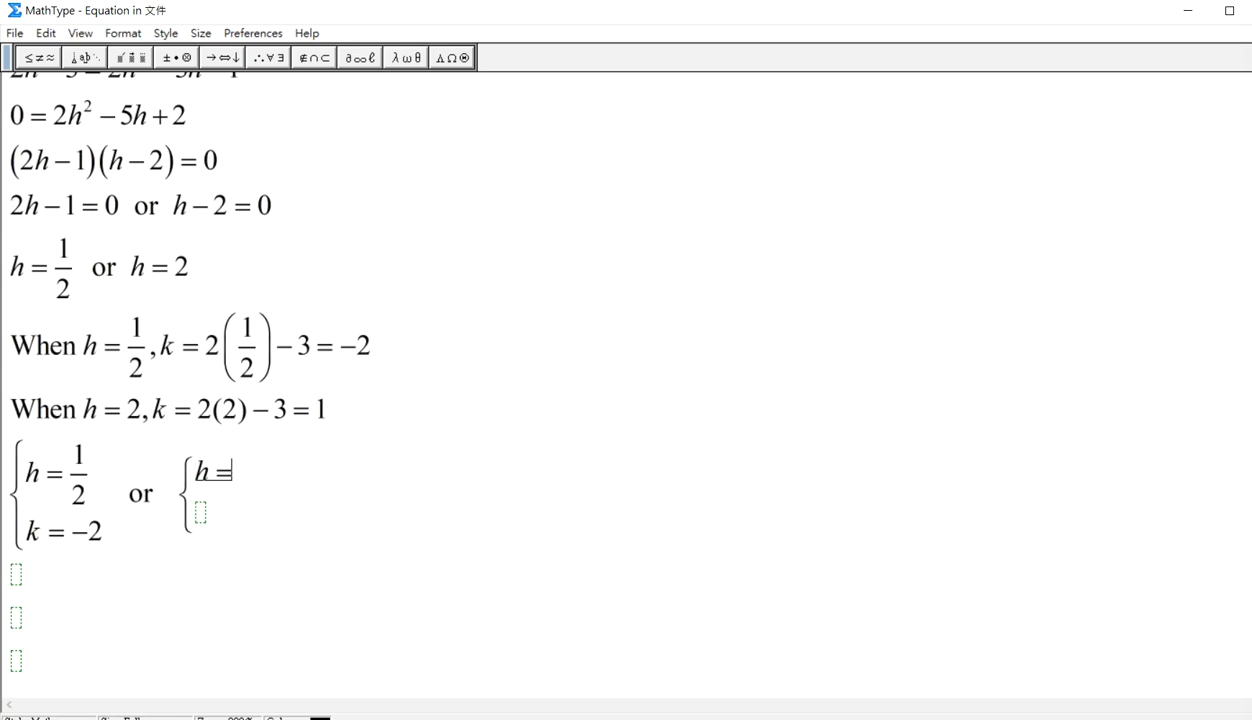 MathType - Equation in 文件
File Edit View Format Style Size Preferences Help
≤≠≈ ±•⊗ →⇔↓ ∴∀∃ ∉∩⊂ ∂∞ℓ λωθ ΛΩ⊛
0 = 2h² − 5h + 2
(2h − 1)(h − 2) = 0
2h − 1 = 0 or h − 2 = 0
h = 1/2 or h = 2
When h = 1/2, k = 2(1/2) − 3 = −2
When h = 2, k = 2(2) − 3 = 1
{h = 1/2 or {h =
k = −2